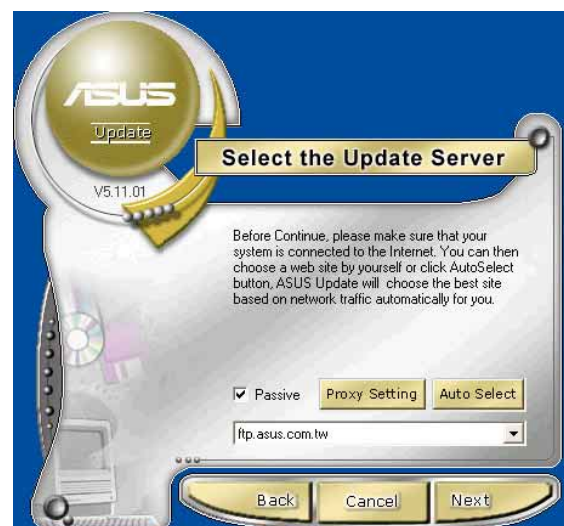 ASUS
Update
V5.11.01
Select the Update Server
Before Continue, please make sure that your
system is connected to the Internet. You can then
choose a web site by yourself or click AutoSelect
button, ASUS Update will choose the best site
based on network traffic automatically for you.
Passive
Proxy Setting
Auto Select
ftp.asus.com.tw
Back
Cancel
Next